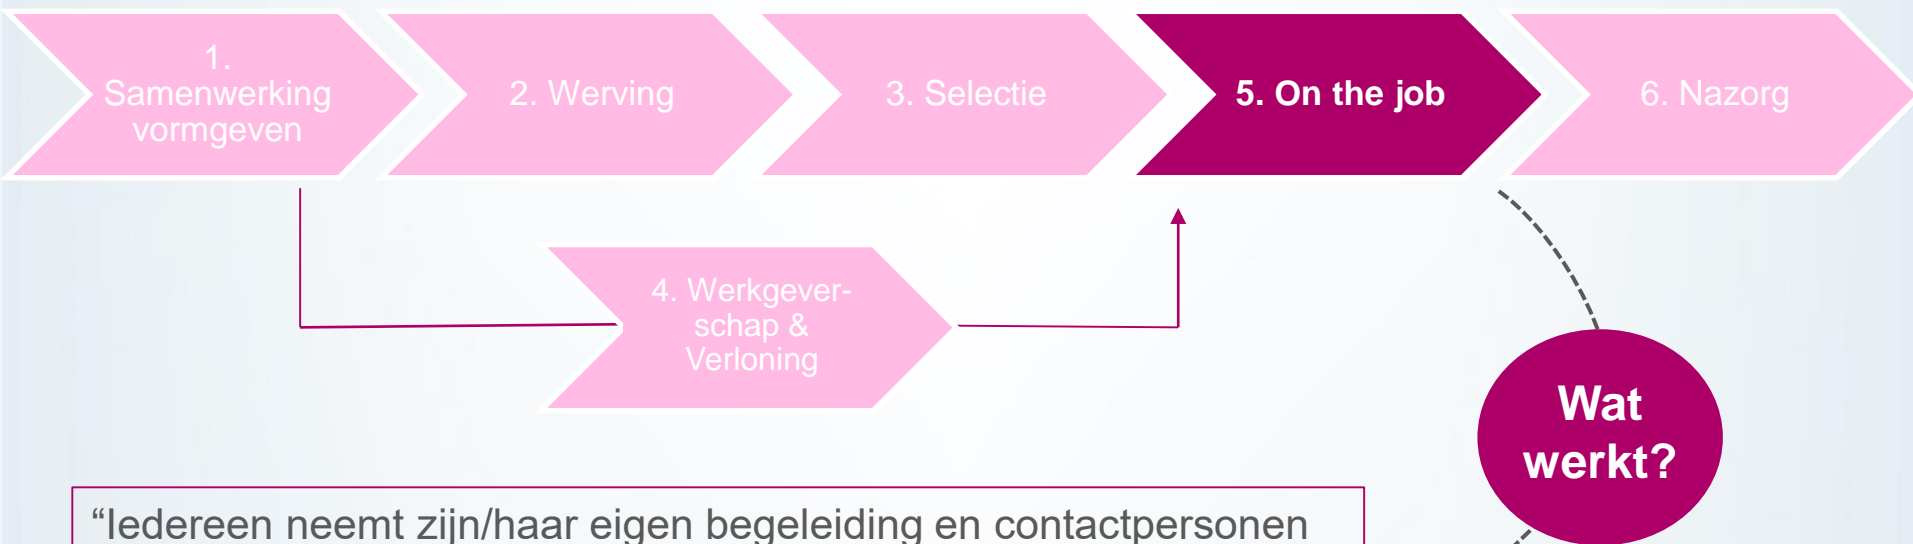 1.
Samenwerking
vormgeven
2. Werving
3. Selectie
5. On the job
6. Nazorg
4. Werkgever-
schap &
Verloning
Wat
werkt?
“Iedereen neemt zijn/haar eigen begeleiding en contactpersonen